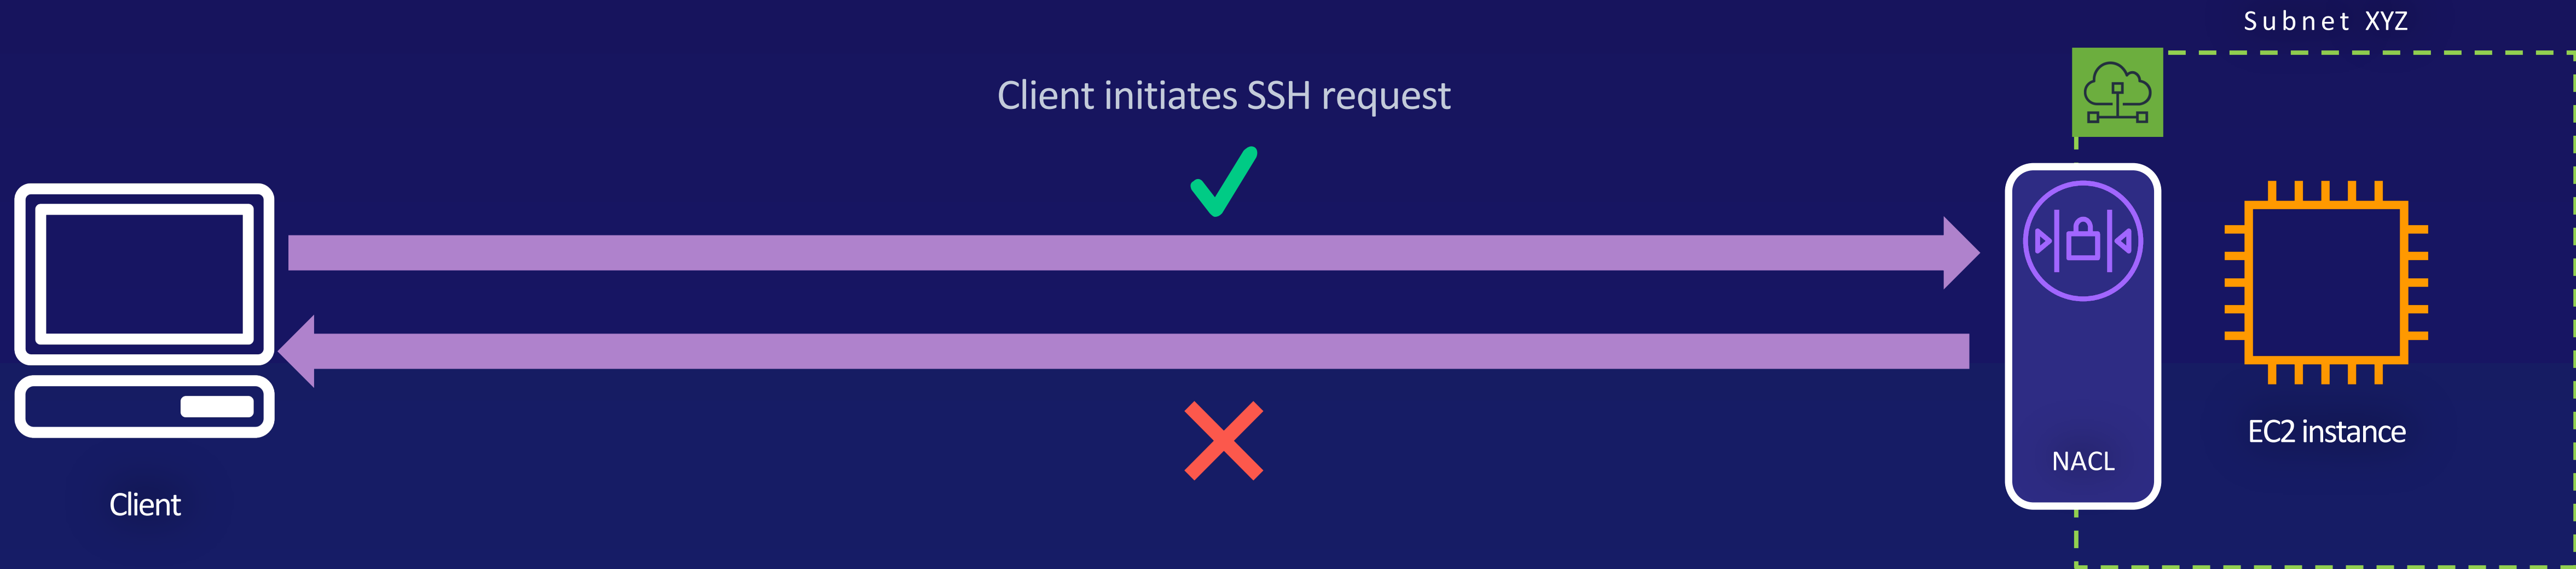 Subnet XYZ
Client initiates SSH request
Client
NACL
EC2 instance